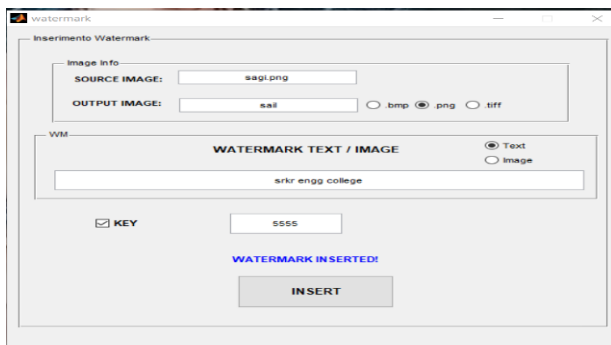 watermark
Inserimento Watermark
Image Info
SOURCE IMAGE: sagi.png
OUTPUT IMAGE: sail .bmp .png .tiff
WM
WATERMARK TEXT / IMAGE Text
Image
srkr engg college
KEY 5555
WATERMARK INSERTED!
INSERT